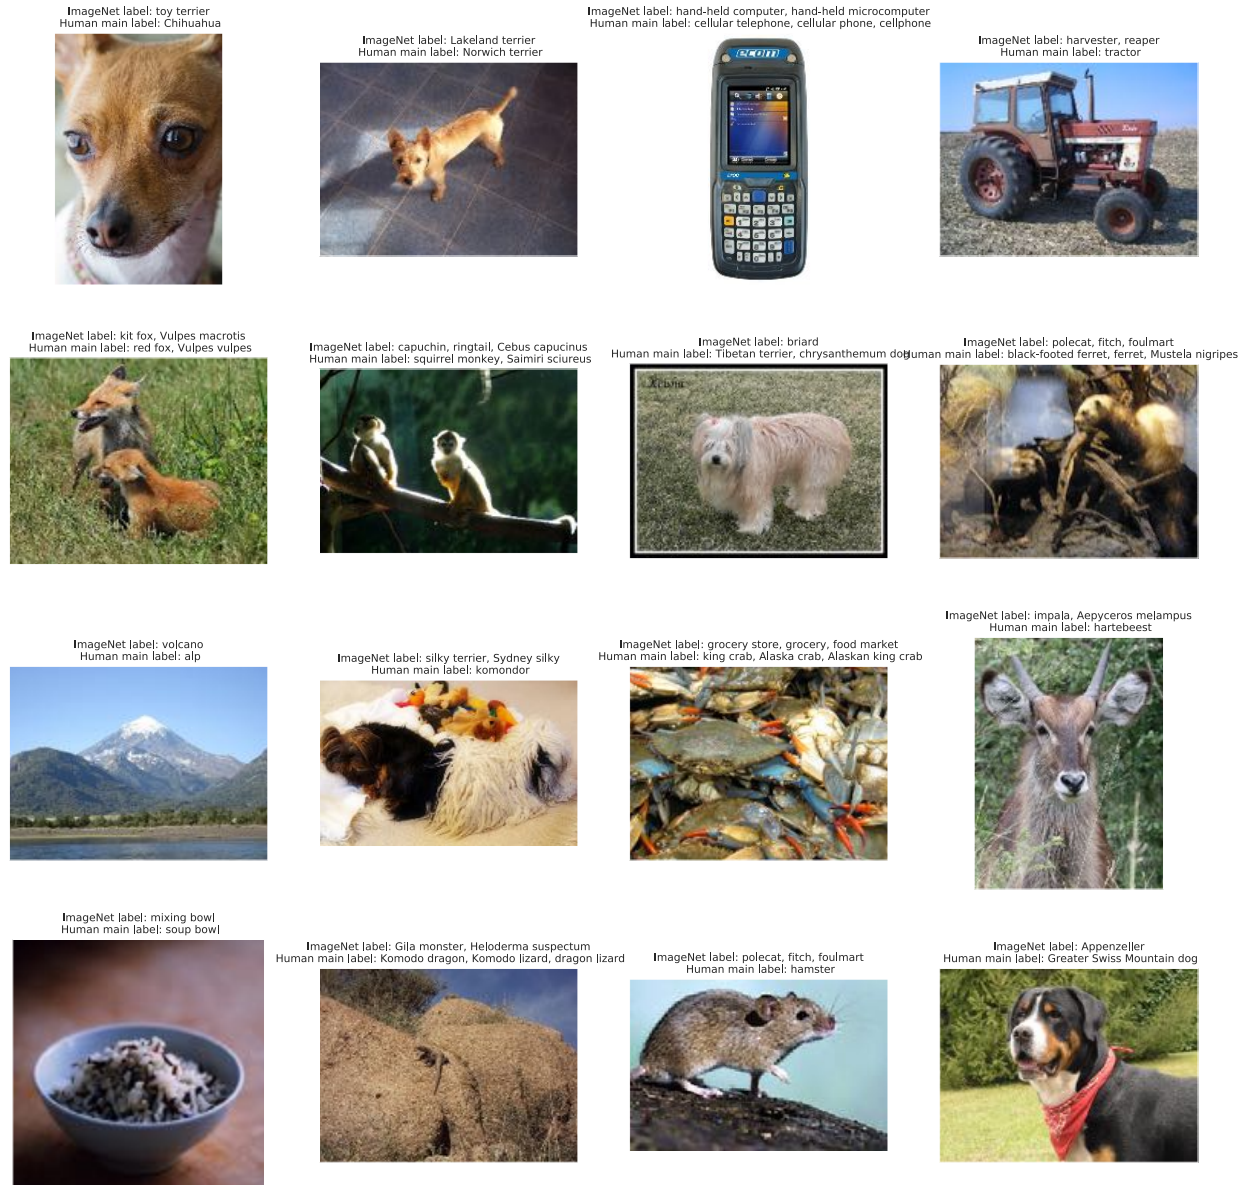 ImageNet label: toy terrier
Human main label: Chihuahua
ImageNet label: Lakeland terrier
Human main label: Norwich terrier
ImageNet label: hand-held computer, hand-held microcomputer
Human main label: cellular telephone, cellular phone, cellphone
ecom
ImageNet label: harvester, reaper
Human main label: tractor
ImageNet label: kit fox, Vulpes macrotis
Human main label: red fox, Vulpes vulpes
ImageNet label: capuchin, ringtail, Cebus capucinus
Human main label: squirrel monkey, Saimiri sciureus
ImageNet label: briard
Human main label: Tibetan terrier, chrysanthemum dog
ImageNet label: polecat, fitch, foulmart
Human main label: black-footed ferret, ferret, Mustela nigripes
ImageNet label: volcano
Human main label: alp
ImageNet label: silky terrier, Sydney silky
Human main label: komondor
ImageNet label: grocery store, grocery, food market
Human main label: king crab, Alaska crab, Alaskan king crab
ImageNet label: impala, Aepyceros melampus
Human main label: hartebeest
ImageNet label: mixing bowl
Human main label: soup bowl
ImageNet label: Gila monster, Heloderma suspectum
Human main label: Komodo dragon, Komodo lizard, dragon lizard
ImageNet label: polecat, fitch, foulmart
Human main label: hamster
ImageNet label: Appenzeller
Human main label: Greater Swiss Mountain dog